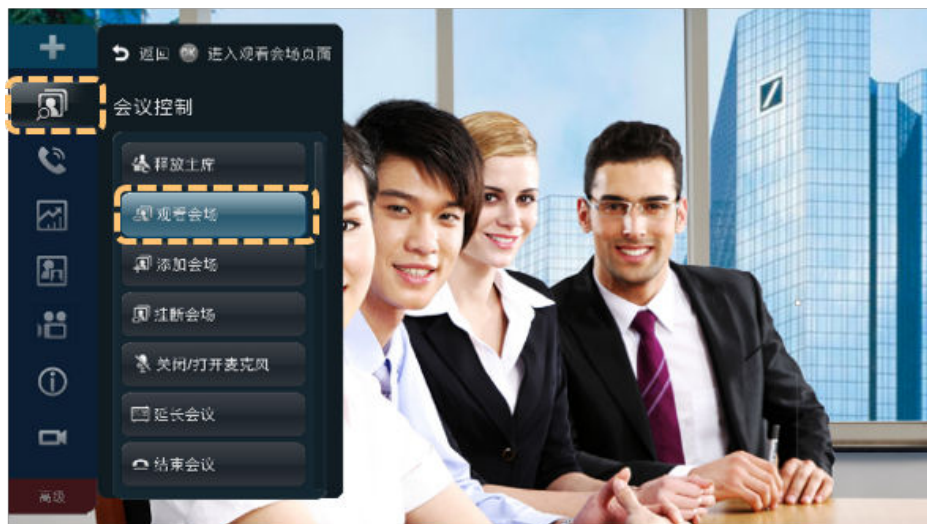 返回 OK 进入观看会场页面
会议控制
释放主席
观看会场
添加会场
挂断会场
关闭/打开麦克风
延长会议
结束会议
高级